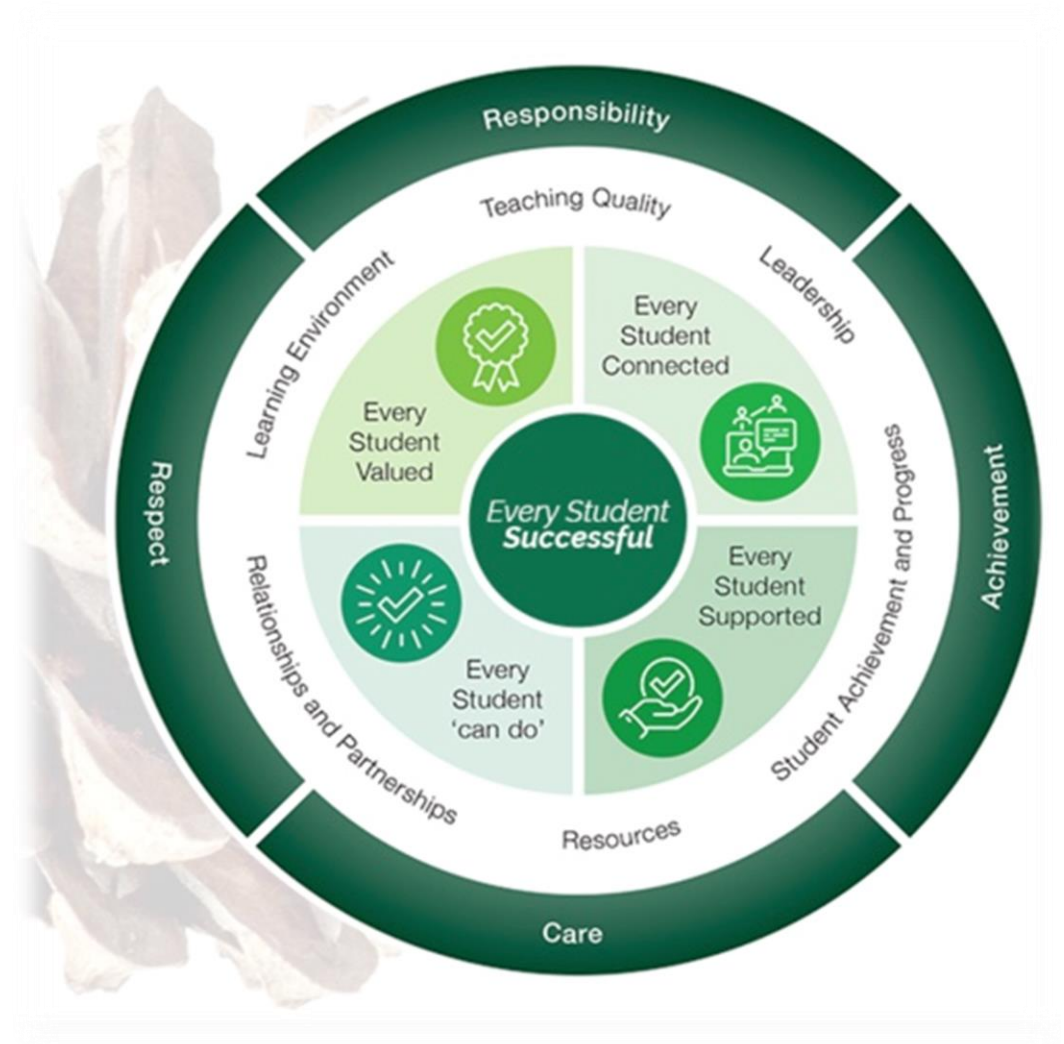 Responsibility
Teaching Quality
Leadership
Learning Environment
Every
Student
Connected
Every
Student
Valued
Respect
Achievement
Every Student
Successful
Student Achievement and Progress
Every
Student
Supported
Relationships and Partnerships
Every
Student
‘can do’
Resources
Care